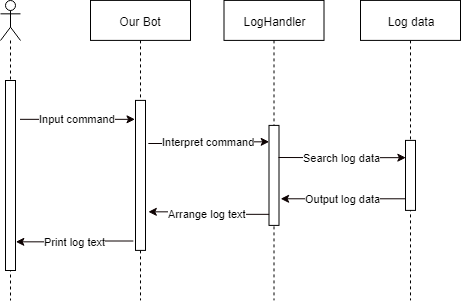 Our Bot
LogHandler
Log data
Input command
Interpret command
Search log data
Output log data
Arrange log text
Print log text